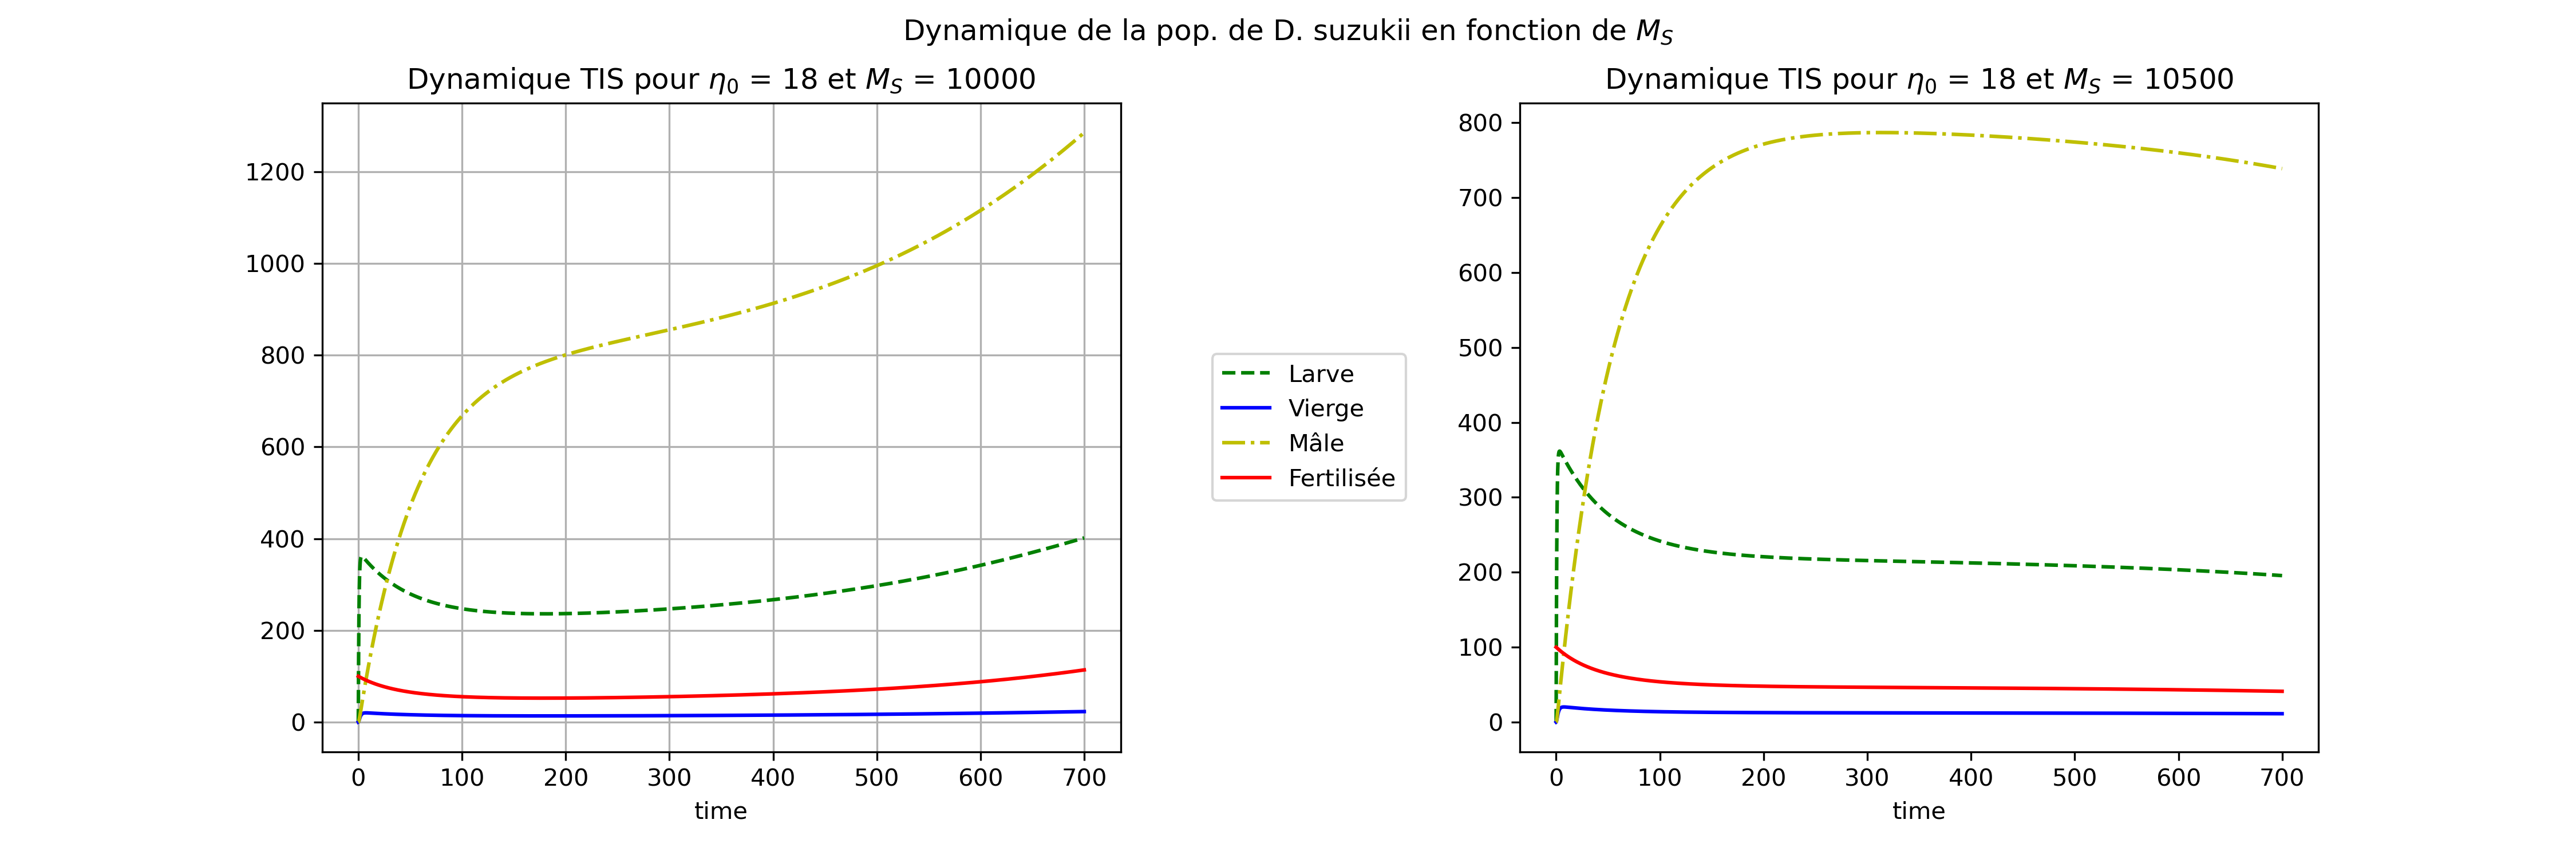 Dynamique de la pop. de D. suzukii en fonction de $M_S$
Dynamique TIS pour $\eta_0$ = 18 et $M_S$ = 10000
1200
1000
800
600
400
200
0
0 100 200 300 400 500 600 700
time
Larve
Vierge
Mâle
Fertilisée
Dynamique TIS pour $\eta_0$ = 18 et $M_S$ = 10500
800
700
600
500
400
300
200
100
0
0 100 200 300 400 500 600 700
time